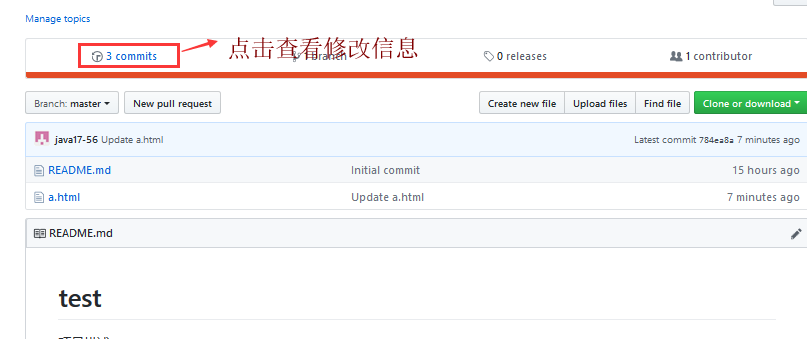 Manage topics
3 commits
点击查看修改信息
1 branch
0 releases
1 contributor
Branch: master
New pull request
Create new file
Upload files
Find file
Clone or download
java17-56 Update a.html
Latest commit 784ea8a 7 minutes ago
README.md Initial commit 15 hours ago
a.html Update a.html 7 minutes ago
README.md
test